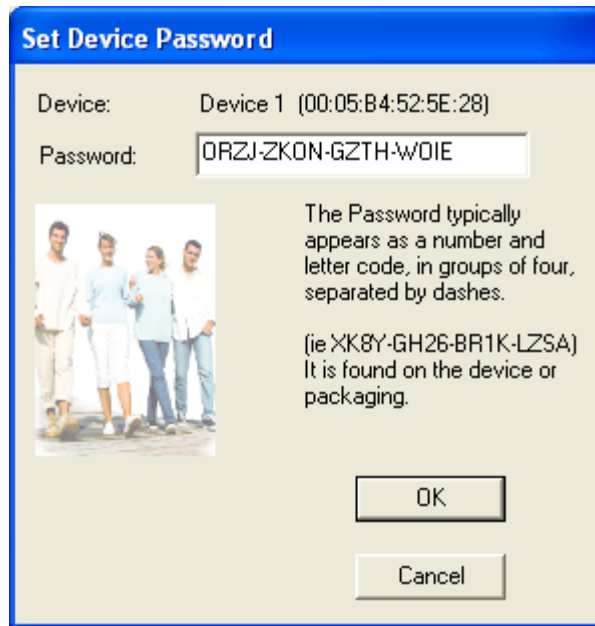 Set Device Password
Device: Device 1 (00:05:B4:52:5E:28)
Password: ORZJ-ZKON-GZTH-WOIE
The Password typically
appears as a number and
letter code, in groups of four,
separated by dashes.
(ie XK8Y-GH26-BR1K-LZSA)
It is found on the device or
packaging.
OK
Cancel